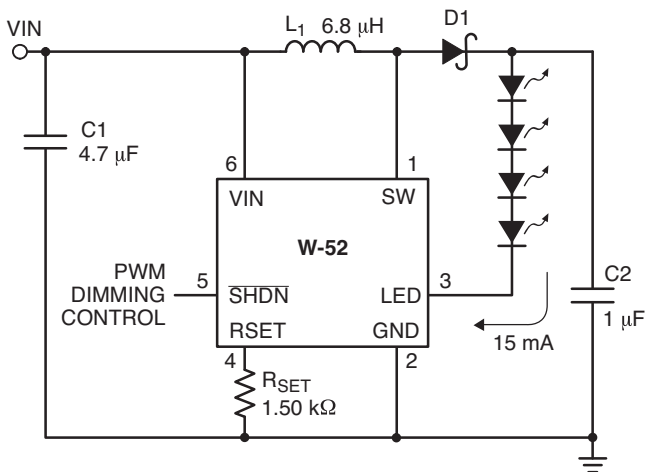 VIN
L1 6.8 μH
D1
C1
4.7 μF
6
1
VIN
SW
W-52
PWM
DIMMING
CONTROL
5
SHDN
LED
3
RSET
GND
4
2
RSET
1.50 kΩ
15 mA
C2
1 μF